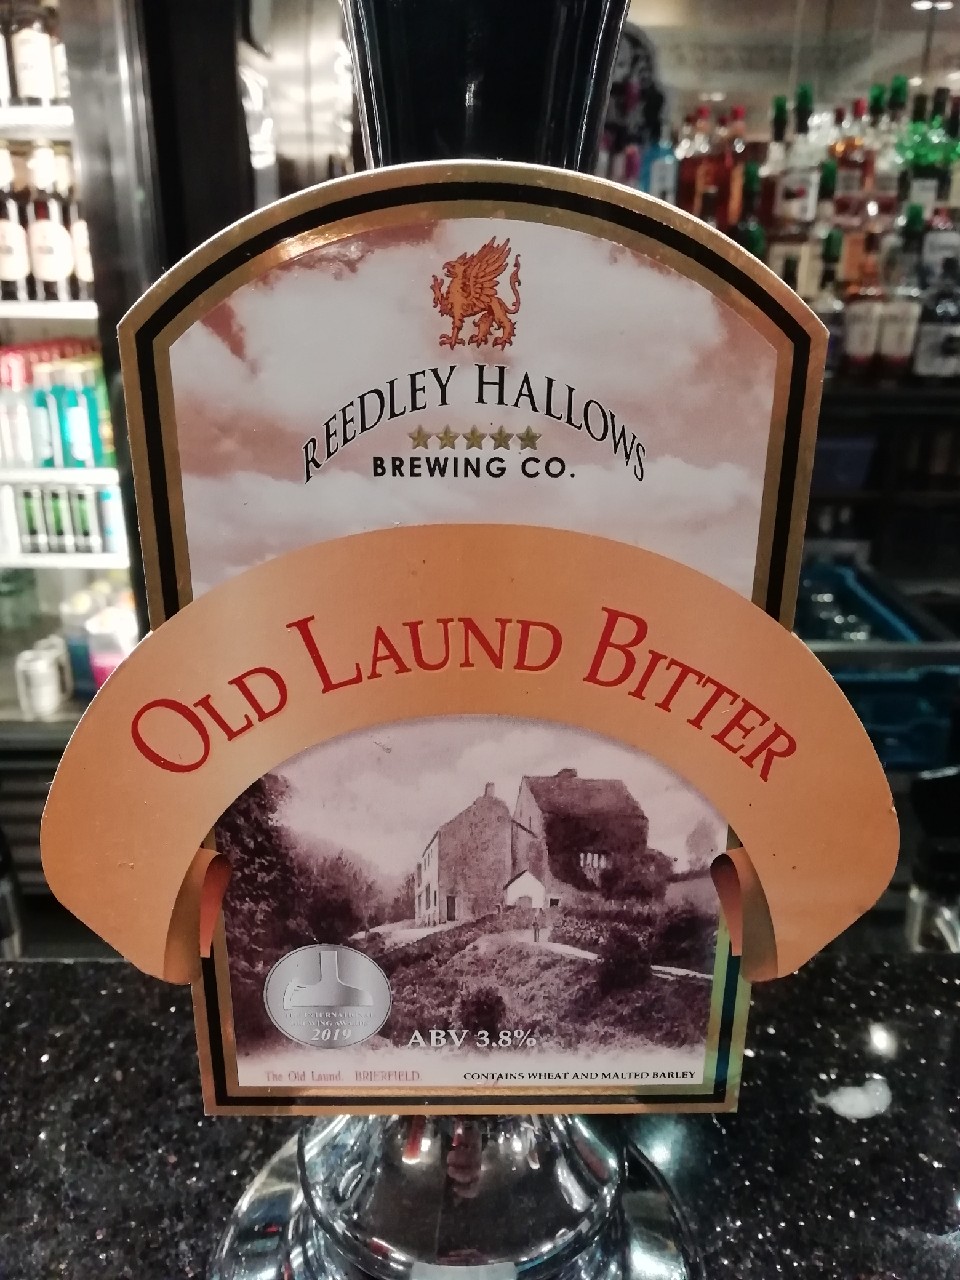 REEDLEY HALLOWS
BREWING CO.
OLD LAUND BITTER
2019
ABV 3.8%
The Old Laund. BRIERFIELD.
CONTAINS WHEAT AND MALTED BARLEY